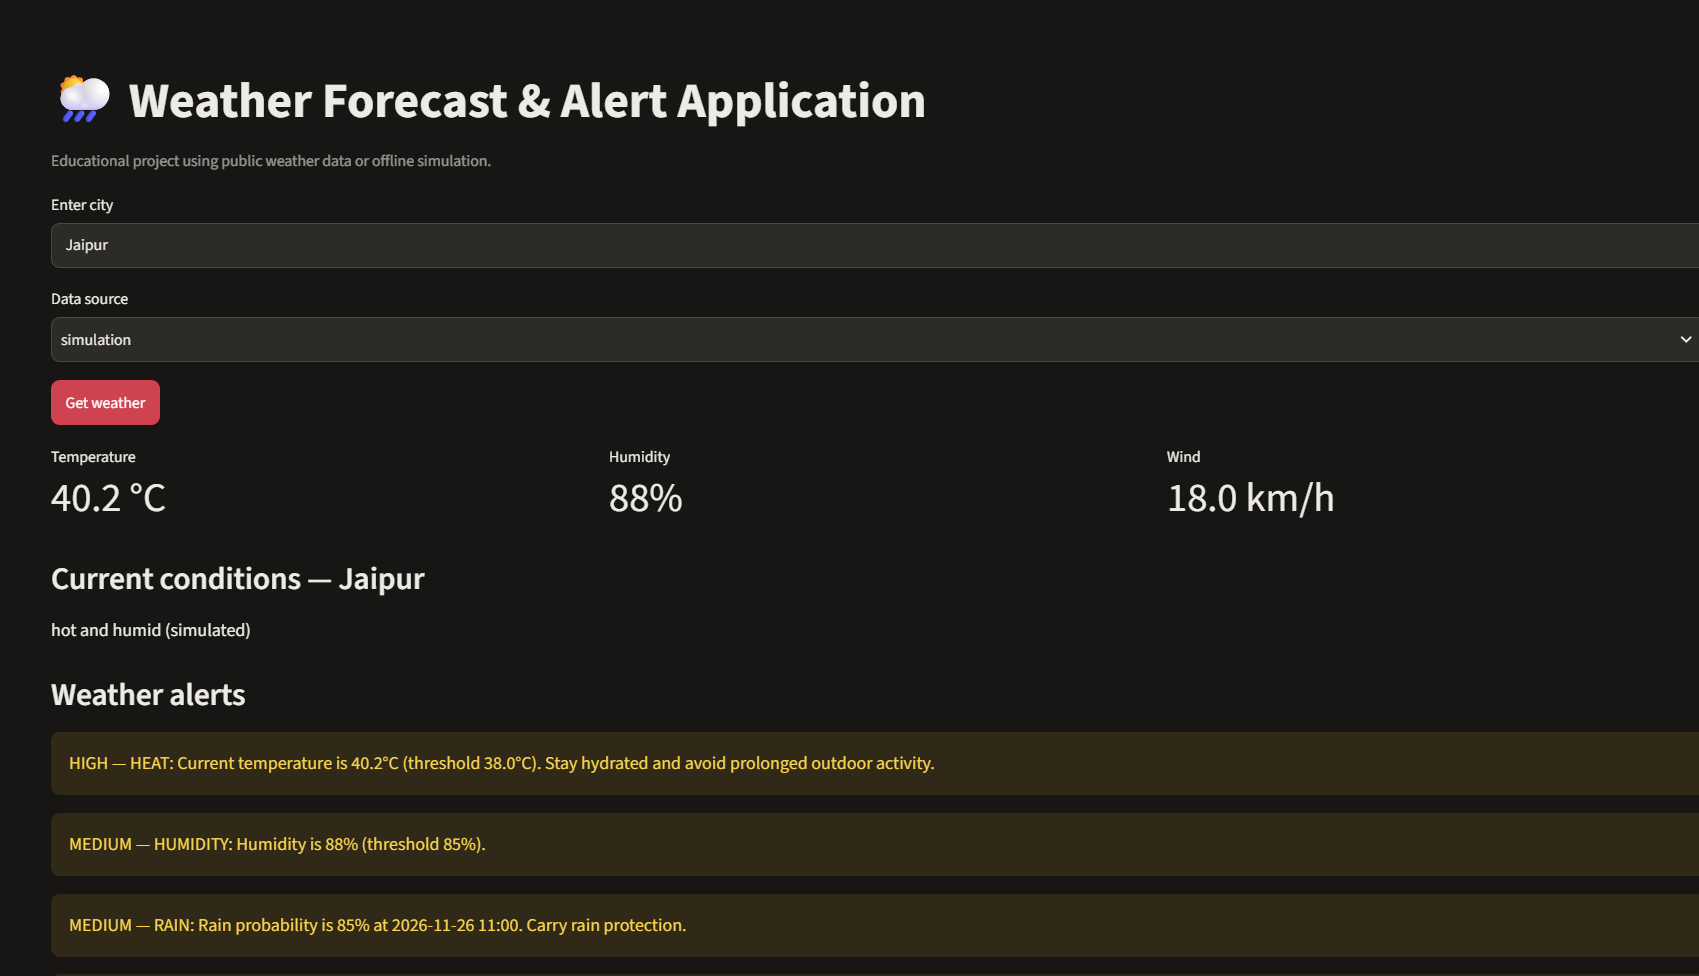 Weather Forecast & Alert Application
Educational project using public weather data or offline simulation.
Enter city
Jaipur
Data source
simulation
Get weather
Temperature
Humidity
Wind
40.2 °C
88%
18.0 km/h
Current conditions — Jaipur
hot and humid (simulated)
Weather alerts
HIGH — HEAT: Current temperature is 40.2°C (threshold 38.0°C). Stay hydrated and avoid prolonged outdoor activity.
MEDIUM — HUMIDITY: Humidity is 88% (threshold 85%).
MEDIUM — RAIN: Rain probability is 85% at 2026-11-26 11:00. Carry rain protection.